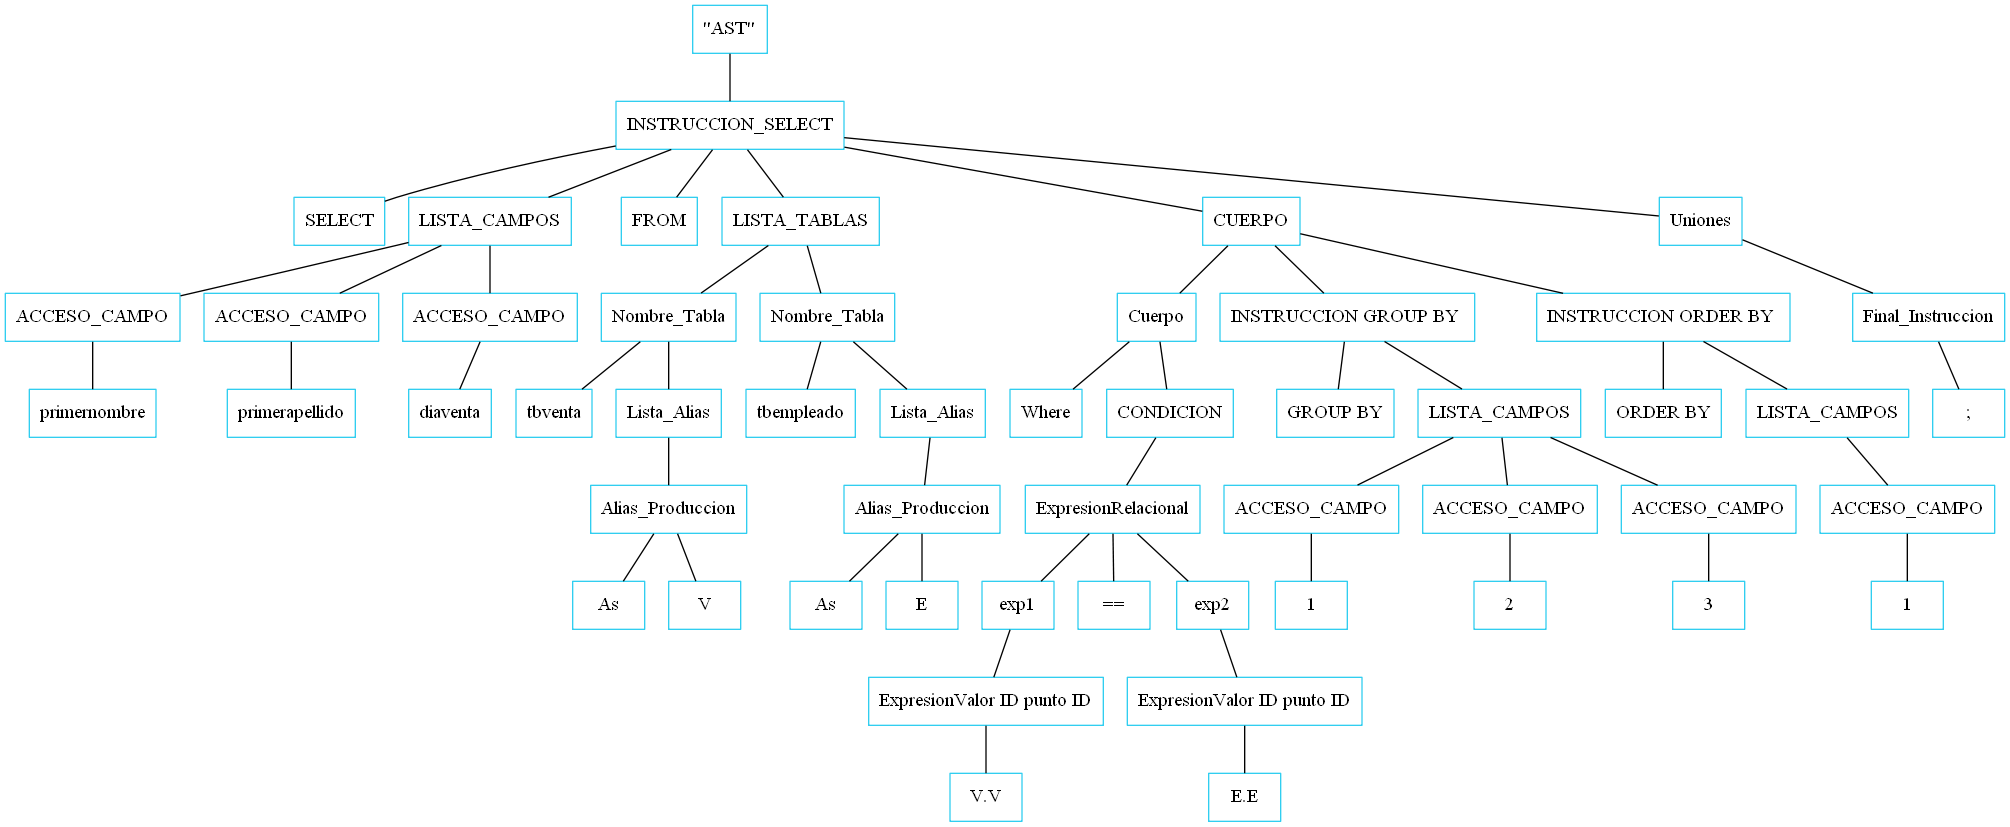 "AST"
INSTRUCCION_SELECT
SELECT
LISTA_CAMPOS
FROM
LISTA_TABLAS
CUERPO
Uniones
ACCESO_CAMPO
ACCESO_CAMPO
ACCESO_CAMPO
Nombre_Tabla
Nombre_Tabla
Cuerpo
INSTRUCCION GROUP BY
INSTRUCCION ORDER BY
Final_Instruccion
primernombre
primerapellido
diaventa
tbventa
Lista_Alias
tbempleado
Lista_Alias
Where
CONDICION
GROUP BY
LISTA_CAMPOS
ORDER BY
LISTA_CAMPOS
;
Alias_Produccion
Alias_Produccion
ExpresionRelacional
ACCESO_CAMPO
ACCESO_CAMPO
ACCESO_CAMPO
ACCESO_CAMPO
As
V
As
E
exp1
==
exp2
1
2
3
1
ExpresionValor ID punto ID
ExpresionValor ID punto ID
V.V
E.E